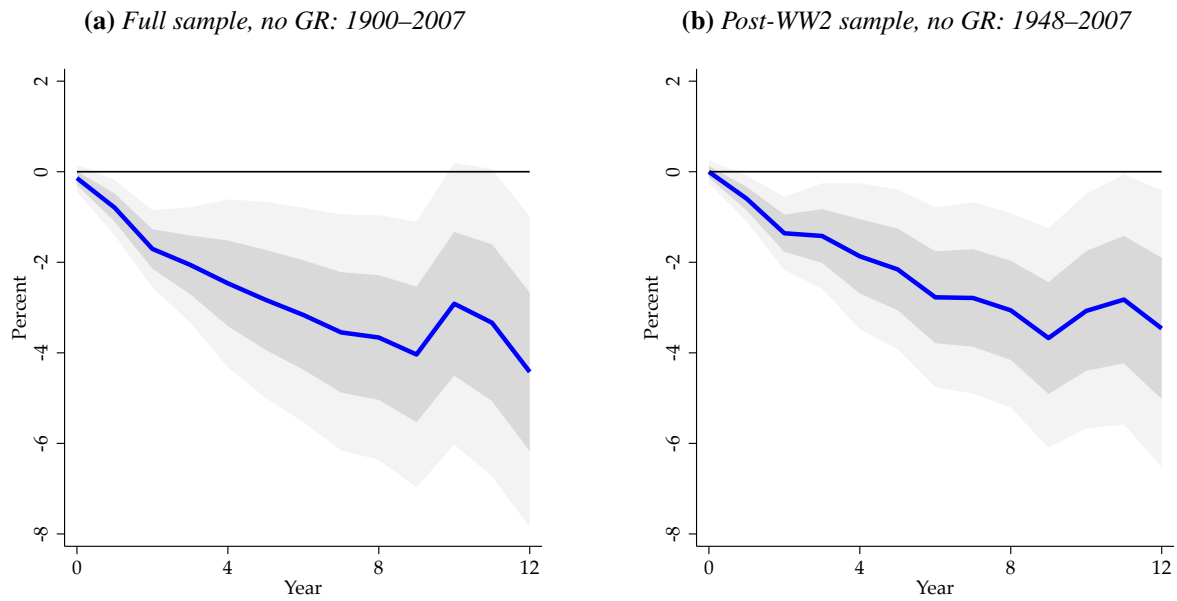 (a) Full sample, no GR: 1900–2007
2
0
-2
-4
-6
-8
Percent
0 4 8 12
Year
(b) Post-WW2 sample, no GR: 1948–2007
2
0
-2
-4
-6
-8
Percent
0 4 8 12
Year